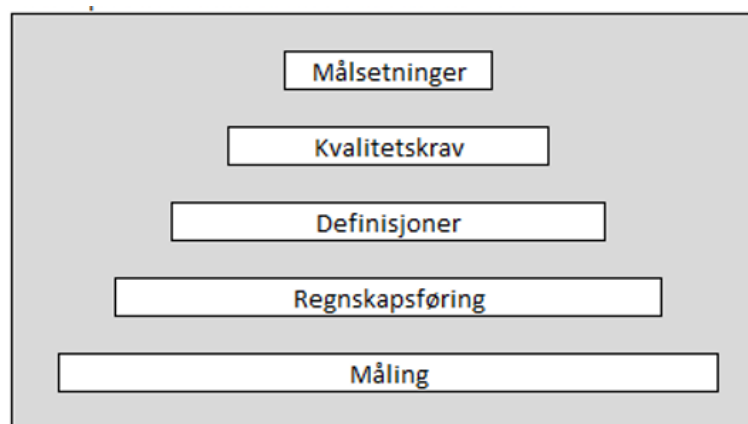 Målsetninger
Kvalitetskrav
Definisjoner
Regnskapsføring
Måling